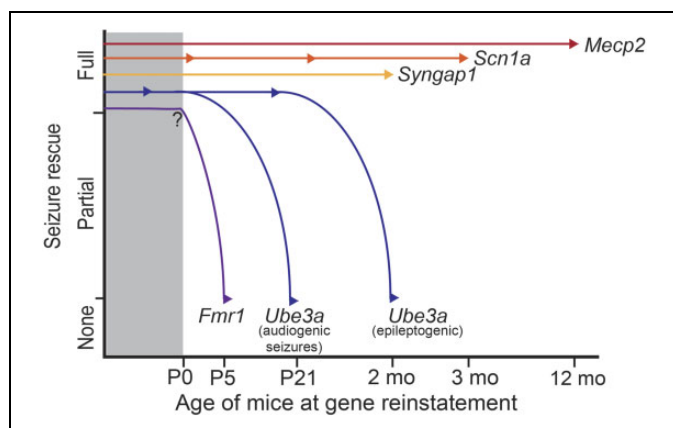 Mecp2
Scn1a
Syngap1
Full
Partial
None
Seizure rescue
?
Fmr1
Ube3a
(audiogenic
seizures)
Ube3a
(epileptogenic)
P0 P5 P21 2 mo 3 mo 12 mo
Age of mice at gene reinstatement